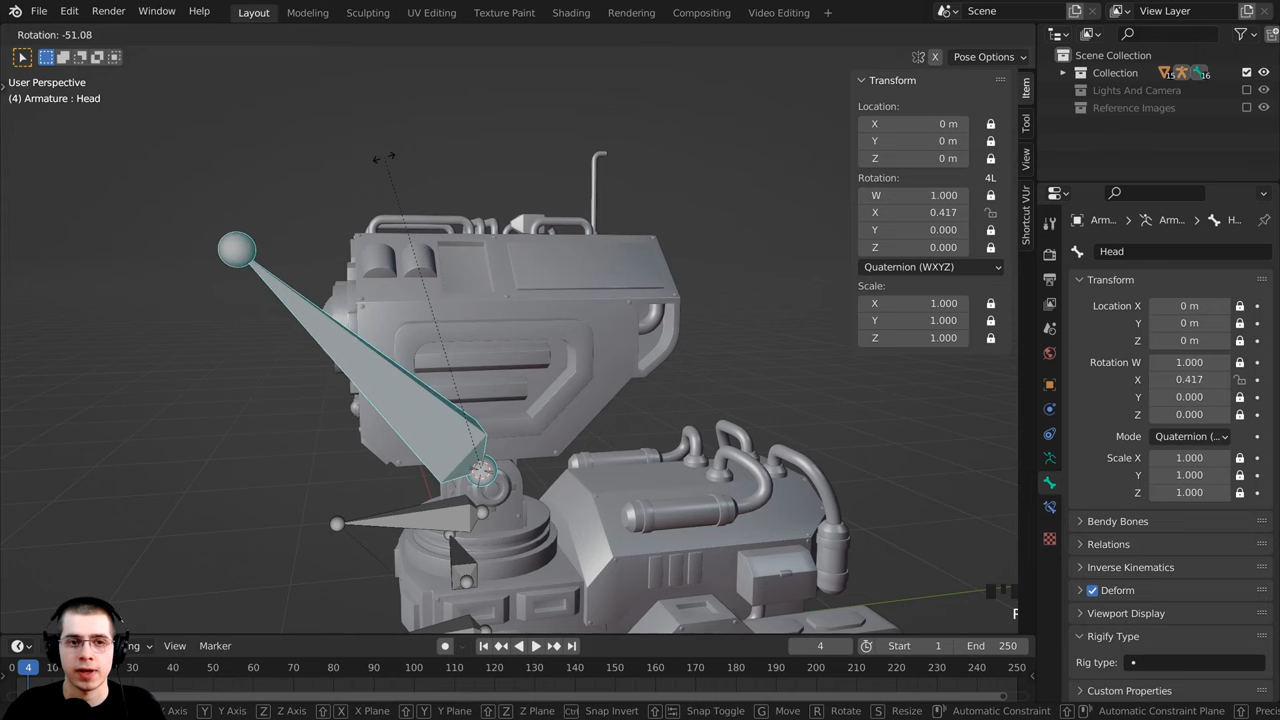 File Edit Render Window Help Layout Modeling Sculpting UV Editing Texture Paint Shading Rendering Compositing Video Editing + Scene View Layer
Rotation: -51.08
X Pose Options
User Perspective
(4) Armature : Head
Transform
Location:
X 0 m
Y 0 m
Z 0 m
Rotation: 4L
W 1.000
X 0.417
Y 0.000
Z 0.000
Quaternion (WXYZ)
Scale:
X 1.000
Y 1.000
Z 1.000
Item
Tool
View
Shortcut VUr
Scene Collection
Collection 15 16
Lights And Camera
Reference Images
Arm... Arm... H...
Head
Transform
Location X 0 m
Y 0 m
Z 0 m
Rotation W 1.000
X 0.417
Y 0.000
Z 0.000
Mode Quaternion (...
Scale X 1.000
Y 1.000
Z 1.000
Bendy Bones
Relations
Inverse Kinematics
Deform
Viewport Display
Rigify Type
Rig type:
Custom Properties
View Marker 4 Start 1 End 250
0 4 30 40 50 60 70 80 90 100 110 120 130 140 150 160 170 180 190 200 210 220 230 240 250
Axis Y Y Axis Z Z Axis X X Plane Y Y Plane Z Z Plane Ctrl Snap Invert Snap Toggle G Move R Rotate S Resize Automatic Constraint Automatic Constraint Plane